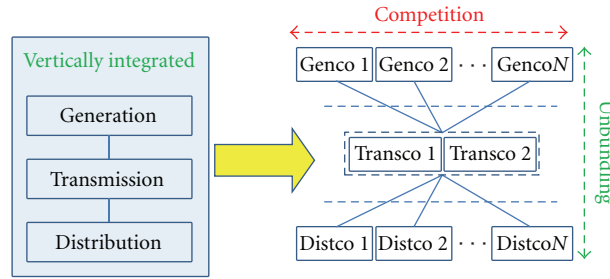 Competition
Vertically integrated
Generation
Transmission
Distribution
Genco 1 Genco 2 · · · GencoN
Transco 1 Transco 2
Distco 1 Distco 2 · · · DistcoN
Unbundling